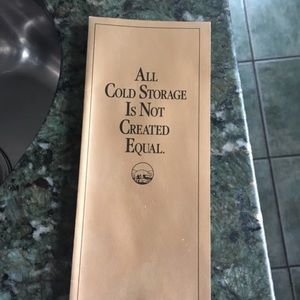 ALL
COLD STORAGE
IS NOT
CREATED
EQUAL.